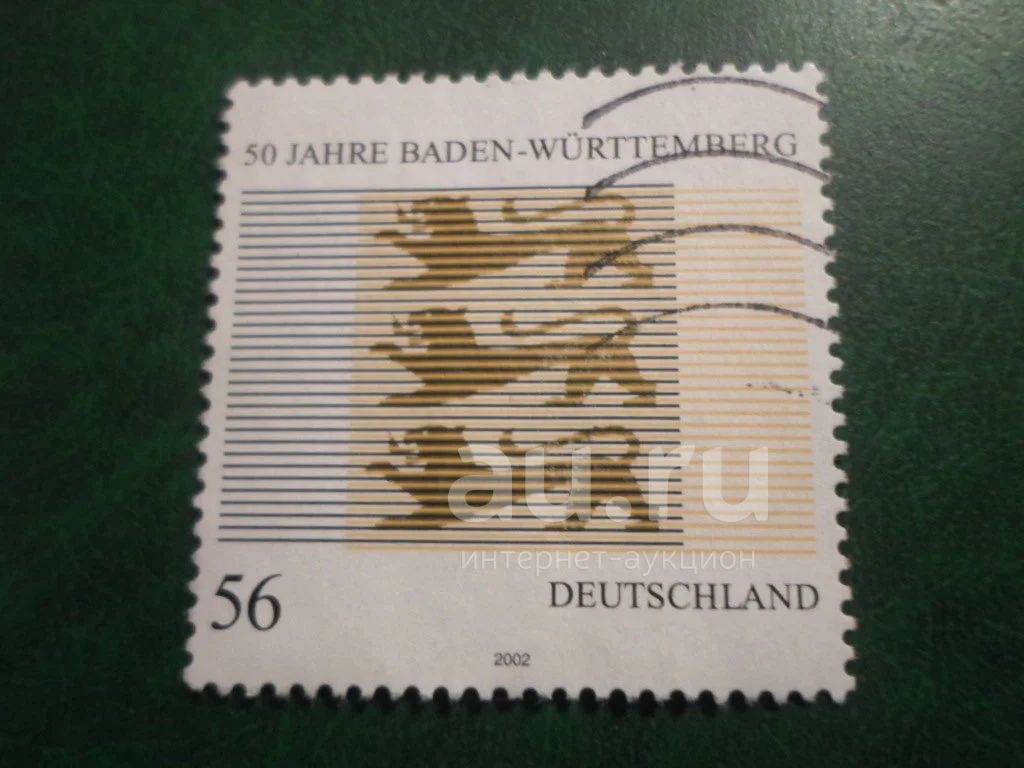 50 JAHRE BADEN-WÜRTTEMBERG
au.ru
интернет-аукцион
56
DEUTSCHLAND
2002